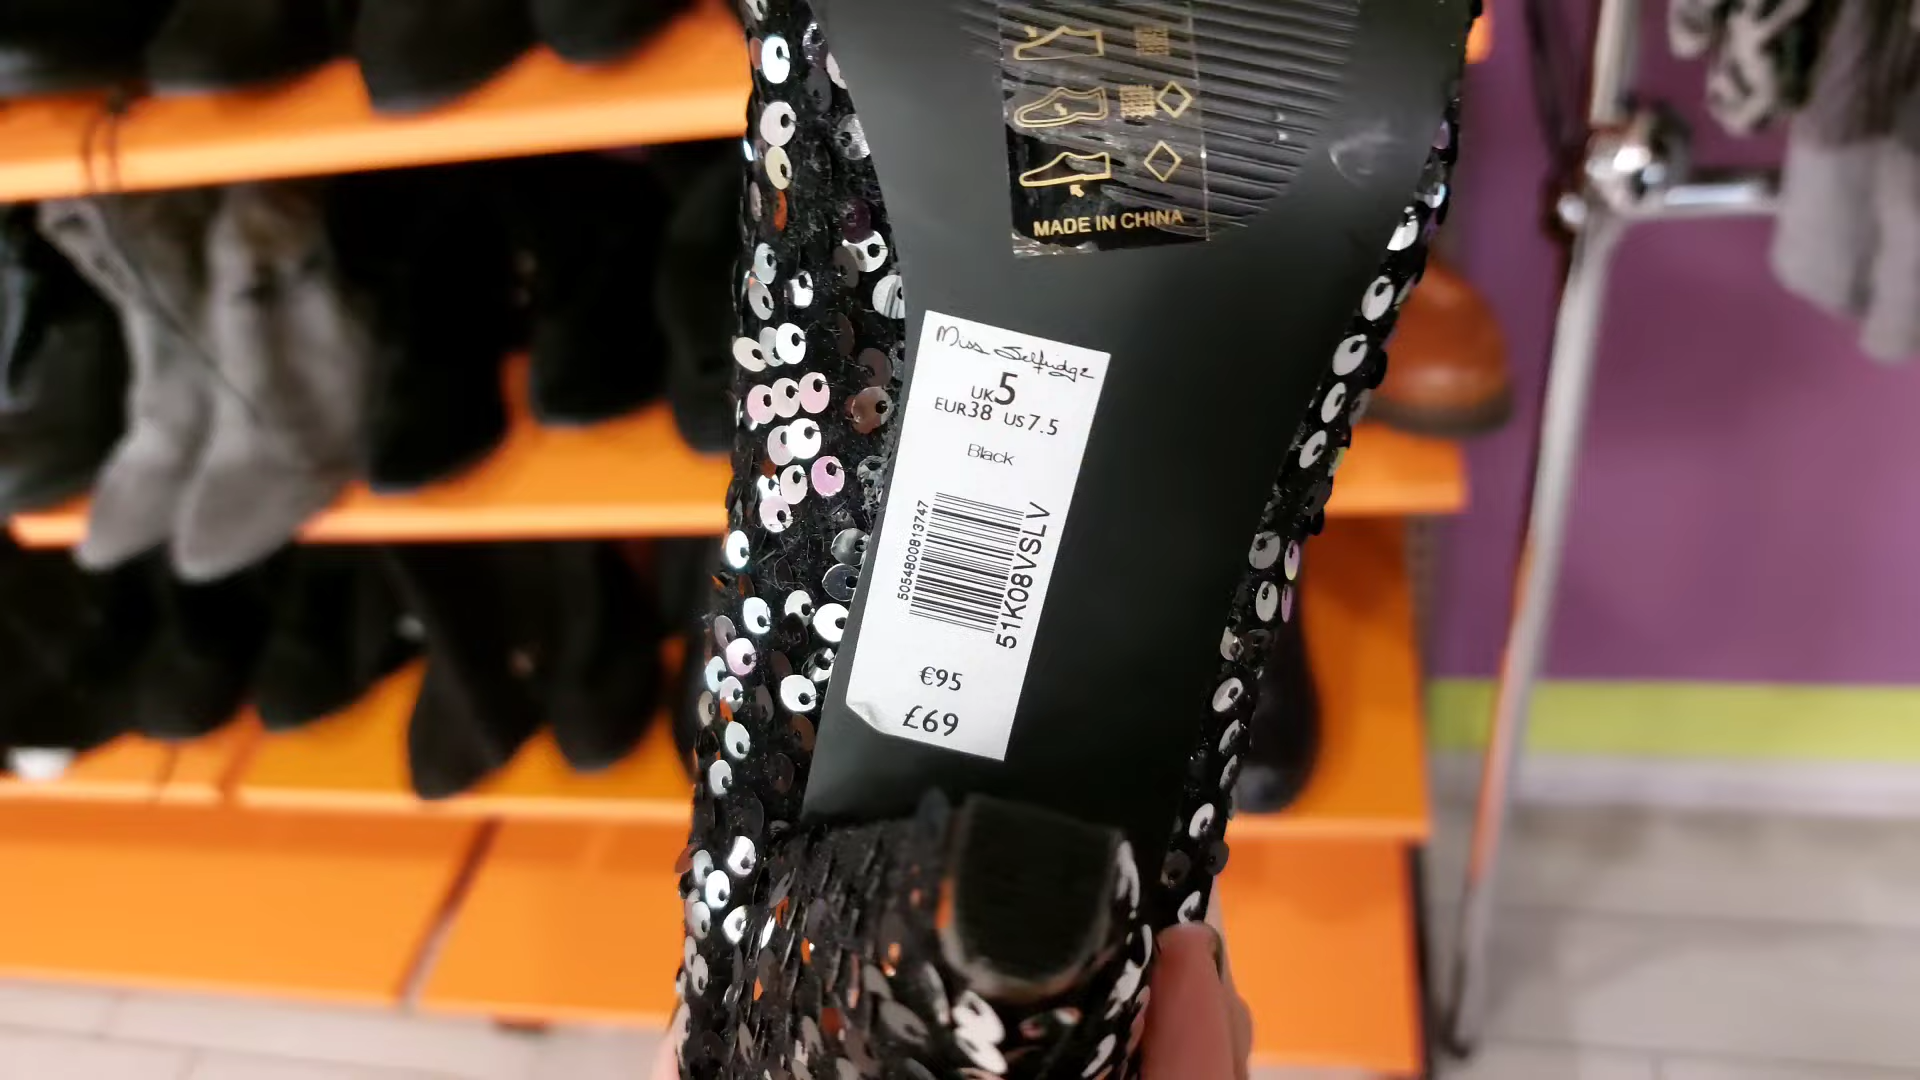 MADE IN CHINA
Miss Selfridge
UK5
EUR38 US7.5
Black
5054800813747
51K08VSLV
€95
£69